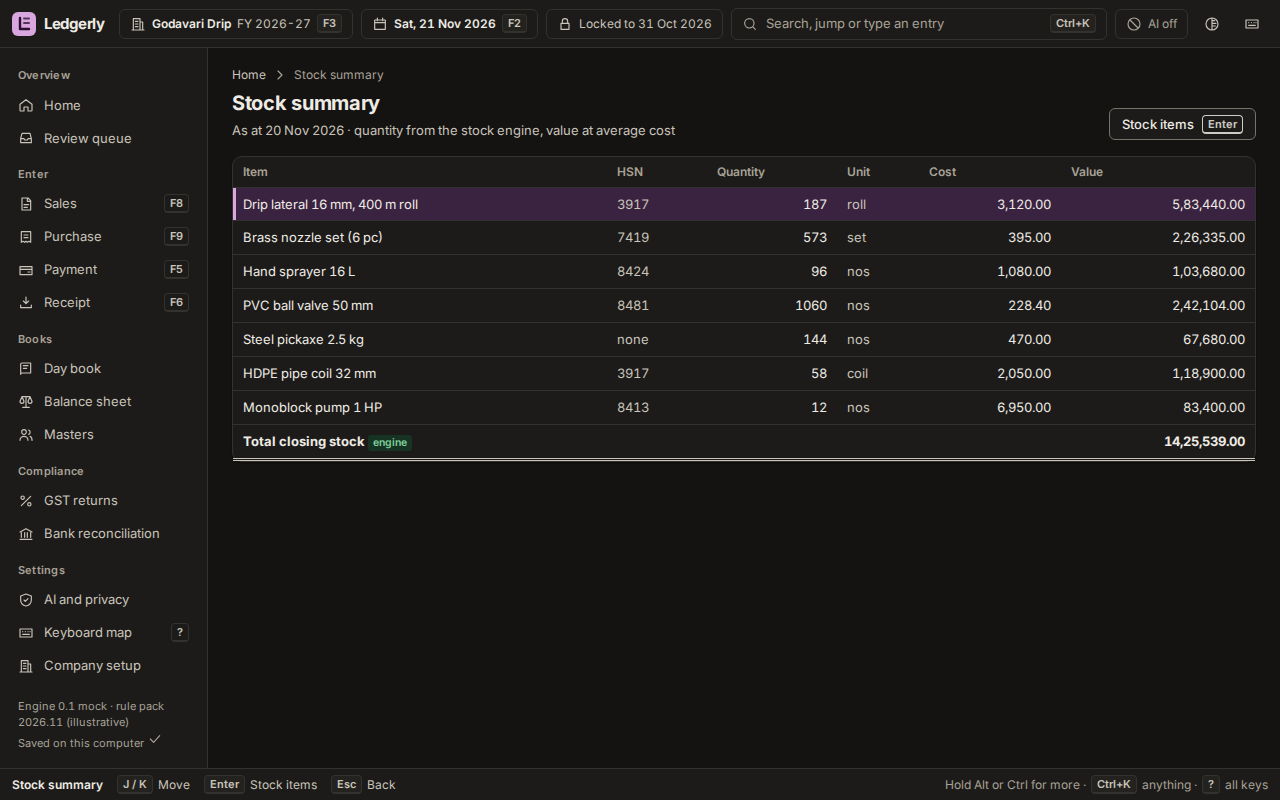 Ledgerly
Godavari Drip FY 2026-27 F3
Sat, 21 Nov 2026 F2
Locked to 31 Oct 2026
Search, jump or type an entry Ctrl+K
AI off
Overview
Home
Review queue
Enter
Sales F8
Purchase F9
Payment F5
Receipt F6
Books
Day book
Balance sheet
Masters
Compliance
GST returns
Bank reconciliation
Settings
AI and privacy
Keyboard map ?
Company setup
Engine 0.1 mock · rule pack
2026.11 (illustrative)
Saved on this computer
Home > Stock summary
Stock summary
As at 20 Nov 2026 · quantity from the stock engine, value at average cost
Stock items Enter
Item HSN Quantity Unit Cost Value
Drip lateral 16 mm, 400 m roll 3917 187 roll 3,120.00 5,83,440.00
Brass nozzle set (6 pc) 7419 573 set 395.00 2,26,335.00
Hand sprayer 16 L 8424 96 nos 1,080.00 1,03,680.00
PVC ball valve 50 mm 8481 1060 nos 228.40 2,42,104.00
Steel pickaxe 2.5 kg none 144 nos 470.00 67,680.00
HDPE pipe coil 32 mm 3917 58 coil 2,050.00 1,18,900.00
Monoblock pump 1 HP 8413 12 nos 6,950.00 83,400.00
Total closing stock engine 14,25,539.00
Stock summary J / K Move Enter Stock items Esc Back
Hold Alt or Ctrl for more · Ctrl+K anything · ? all keys